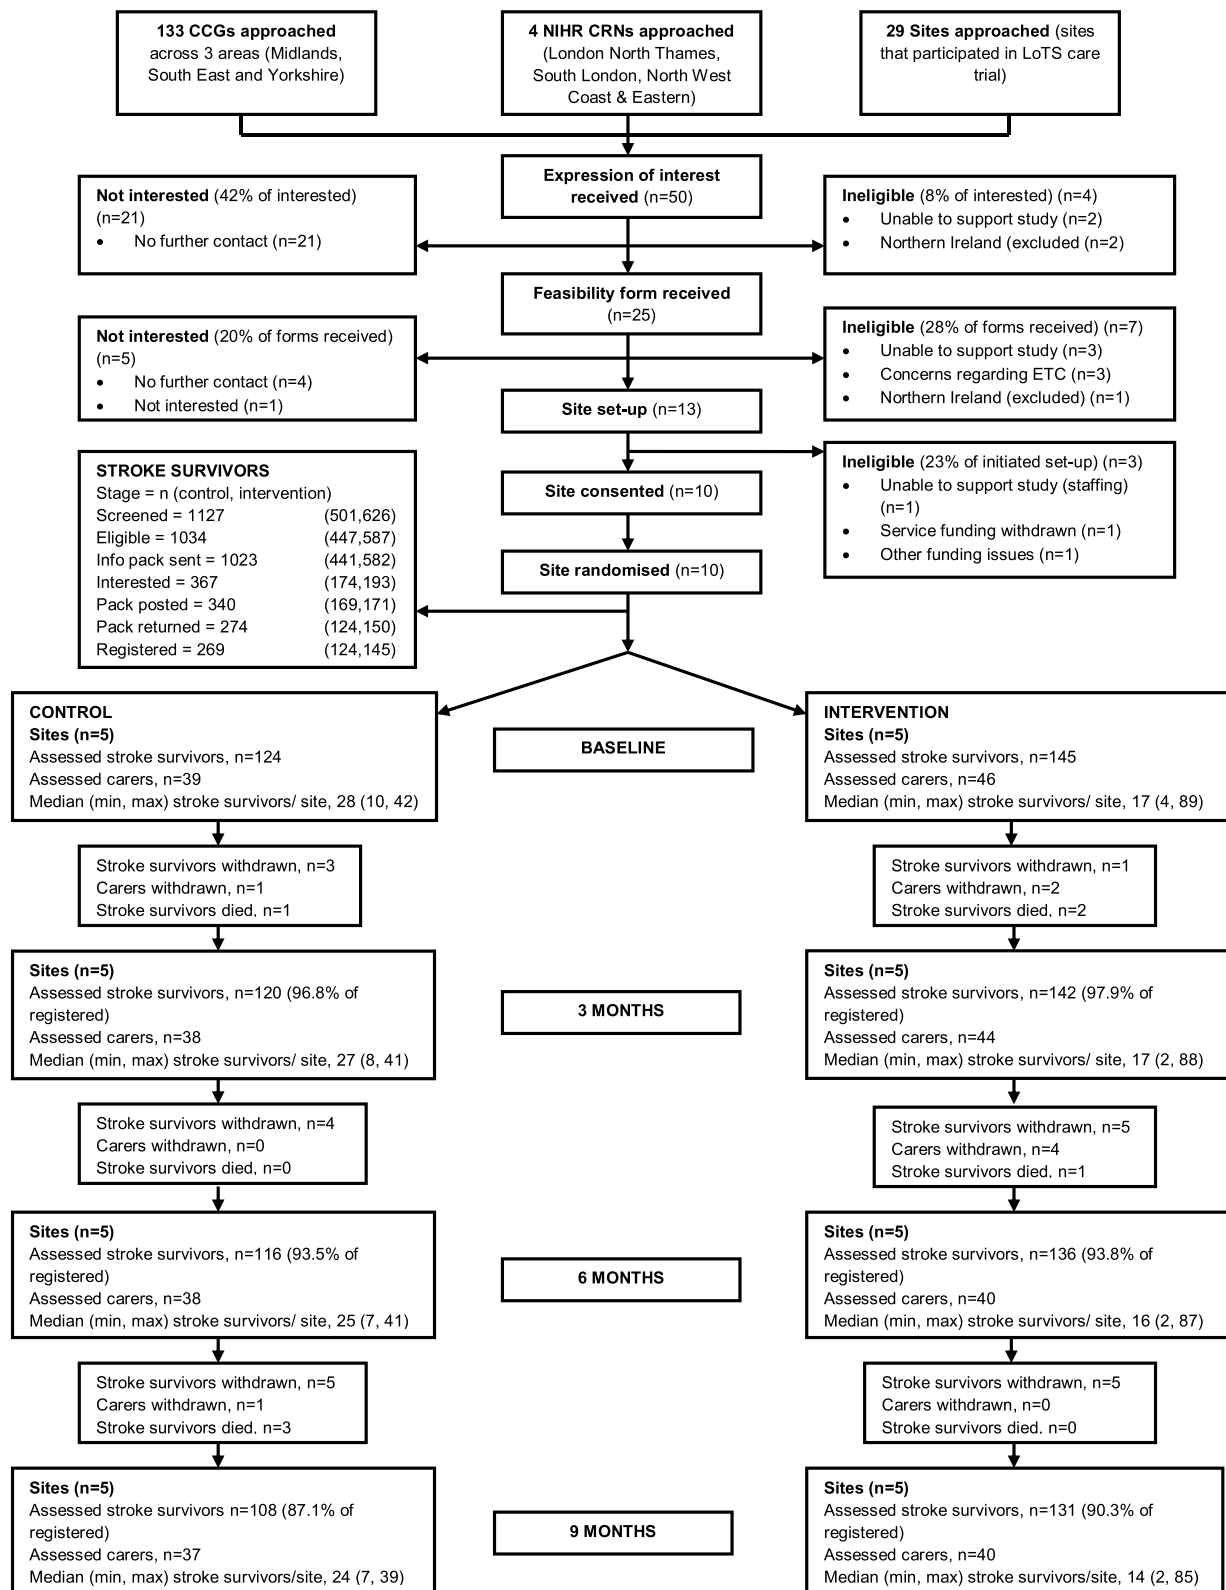 133 CCGs approached
across 3 areas (Midlands,
South East and Yorkshire)
4 NIHR CRNs approached
(London North Thames,
South London, North West
Coast & Eastern)
29 Sites approached (sites
that participated in LoTS care
trial)
Expression of interest
received (n=50)
Not interested (42% of interested)
(n=21)
• No further contact (n=21)
Ineligible (8% of interested) (n=4)
• Unable to support study (n=2)
• Northern Ireland (excluded (n=2)
Feasibility form received
(n=25)
Not interested (20% of forms received)
(n=5)
• No further contact (n=4)
• Not interested (n=1)
Ineligible (28% of forms received) (n=7)
• Unable to support study (n=3)
• Concerns regarding ETC (n=3)
• Northern Ireland (excluded) (n=1)
Site set-up (n=13)
Ineligible (23% of initiated set-up) (n=3)
• Unable to support study (staffing)
(n=1)
• Service funding withdrawn (n=1)
• Other funding issues (n=1)
Site consented (n=10)
Site randomised (n=10)
STROKE SURVIVORS
Stage = n (control, intervention)
Screened = 1127 (501,626)
Eligible = 1034 (447,587)
Info pack sent = 1023 (441,582)
Interested = 367 (174,193)
Pack posted = 340 (169,171)
Pack returned = 274 (124,150)
Registered = 269 (124,145)
CONTROL
Sites (n=5)
Assessed stroke survivors, n=124
Assessed carers, n=39
Median (min, max) stroke survivors/ site, 28 (10, 42)
BASELINE
INTERVENTION
Sites (n=5)
Assessed stroke survivors, n=145
Assessed carers, n=46
Median (min, max) stroke survivors/ site, 17 (4, 89)
Stroke survivors withdrawn, n=3
Carers withdrawn, n=1
Stroke survivors died, n=1
Stroke survivors withdrawn, n=1
Carers withdrawn, n=2
Stroke survivors died, n=2
Sites (n=5)
Assessed stroke survivors, n=120 (96.8% of
registered)
Assessed carers, n=38
Median (min, max) stroke survivors/ site, 27 (8, 41)
3 MONTHS
Sites (n=5)
Assessed stroke survivors, n=142 (97.9% of
registered)
Assessed carers, n=44
Median (min, max) stroke survivors/ site, 17 (2, 88)
Stroke survivors withdrawn, n=4
Carers withdrawn, n=0
Stroke survivors died, n=0
Stroke survivors withdrawn, n=5
Carers withdrawn, n=4
Stroke survivors died, n=1
Sites (n=5)
Assessed stroke survivors, n=116 (93.5% of
registered)
Assessed carers, n=38
Median (min, max) stroke survivors/ site, 25 (7, 41)
6 MONTHS
Sites (n=5)
Assessed stroke survivors, n=136 (93.8% of
registered)
Assessed carers, n=40
Median (min, max) stroke survivors/site, 16 (2, 87)
Stroke survivors withdrawn, n=5
Carers withdrawn, n=1
Stroke survivors died, n=3
Stroke survivors withdrawn, n=5
Carers withdrawn, n=0
Stroke survivors died, n=0
Sites (n=5)
Assessed stroke survivors n=108 (87.1% of
registered)
Assessed carers, n=37
Median (min, max) stroke survivors/site, 24 (7, 39)
9 MONTHS
Sites (n=5)
Assessed stroke survivors, n=131 (90.3% of
registered)
Assessed carers, n=40
Median (min, max) stroke survivors/site, 14 (2, 85)